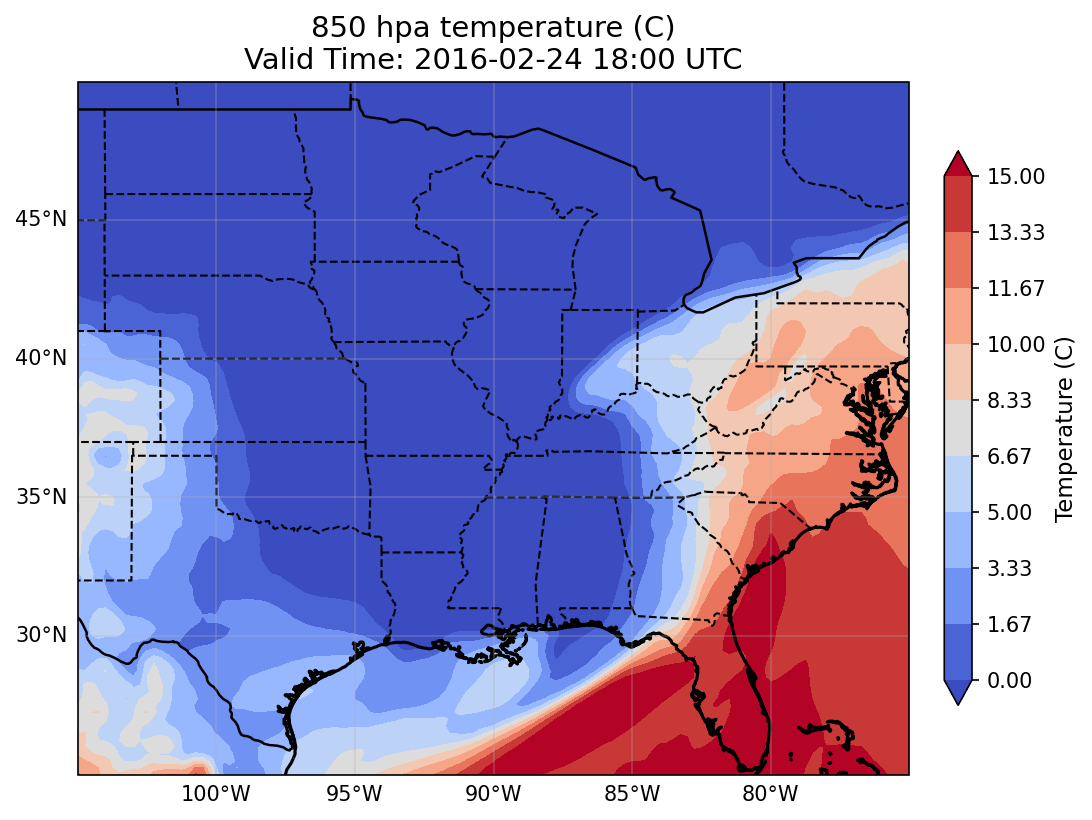 850 hpa temperature (C)
Valid Time: 2016-02-24 18:00 UTC
45°N
40°N
35°N
30°N
100°W
95°W
90°W
85°W
80°W
15.00
13.33
11.67
10.00
8.33
6.67
5.00
3.33
1.67
0.00
Temperature (C)